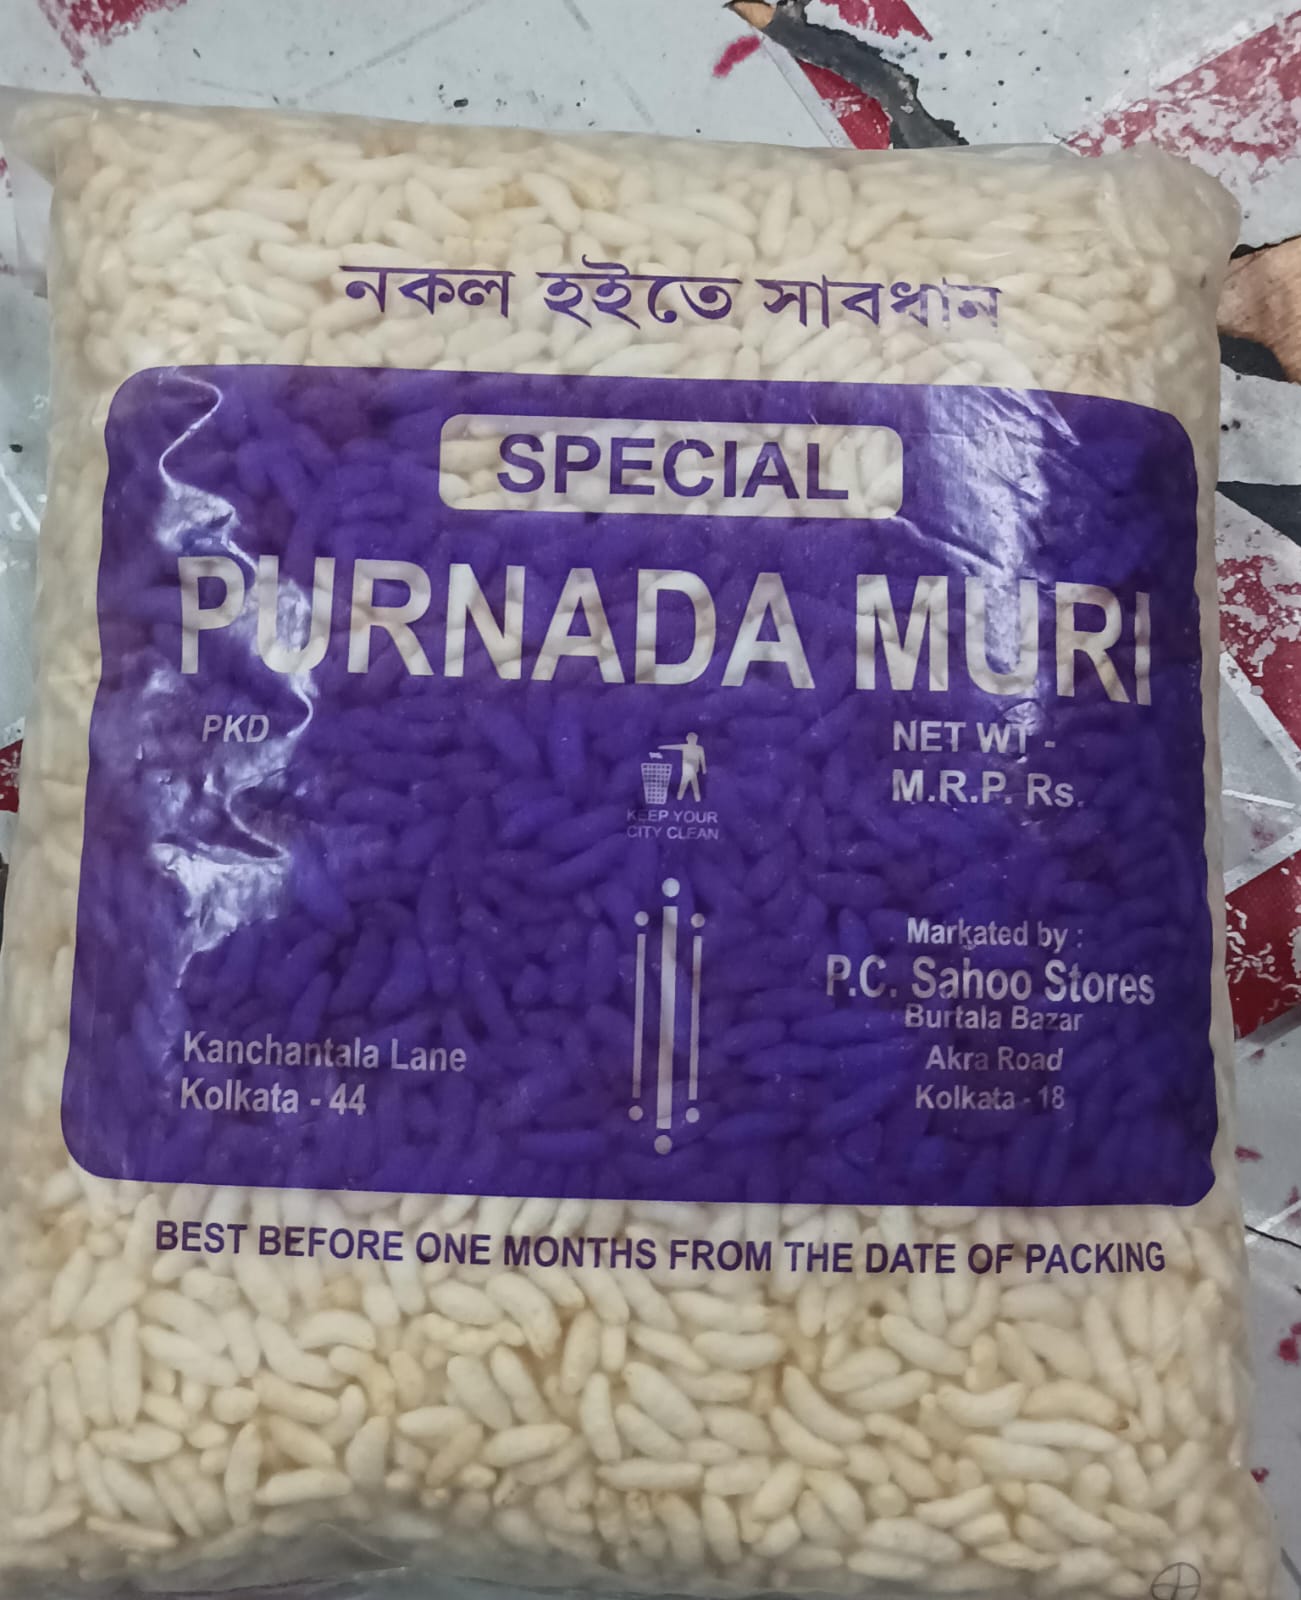 নকল হইতে সাবধান
SPECIAL
PURNADA MURI
PKD
NET WT -
M.R.P. Rs.
KEEP YOUR
CITY CLEAN
Markated by :
P.C. Sahoo Stores
Burtala Bazar
Akra Road
Kolkata - 18
Kanchantala Lane
Kolkata - 44
BEST BEFORE ONE MONTHS FROM THE DATE OF PACKING